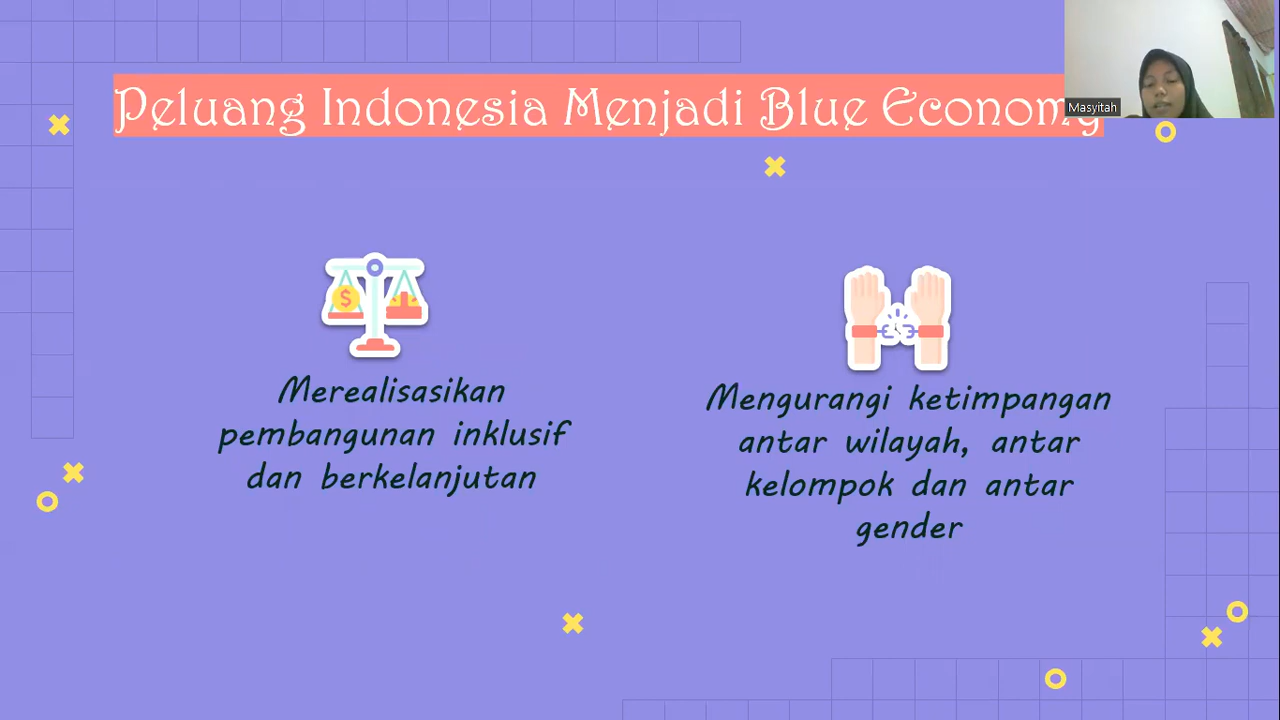 Peluang Indonesia Menjadi Blue Economy
Masyitah
Merealisasikan
pembangunan inklusif
dan berkelanjutan
Mengurangi ketimpangan
antar wilayah, antar
kelompok dan antar
gender
$